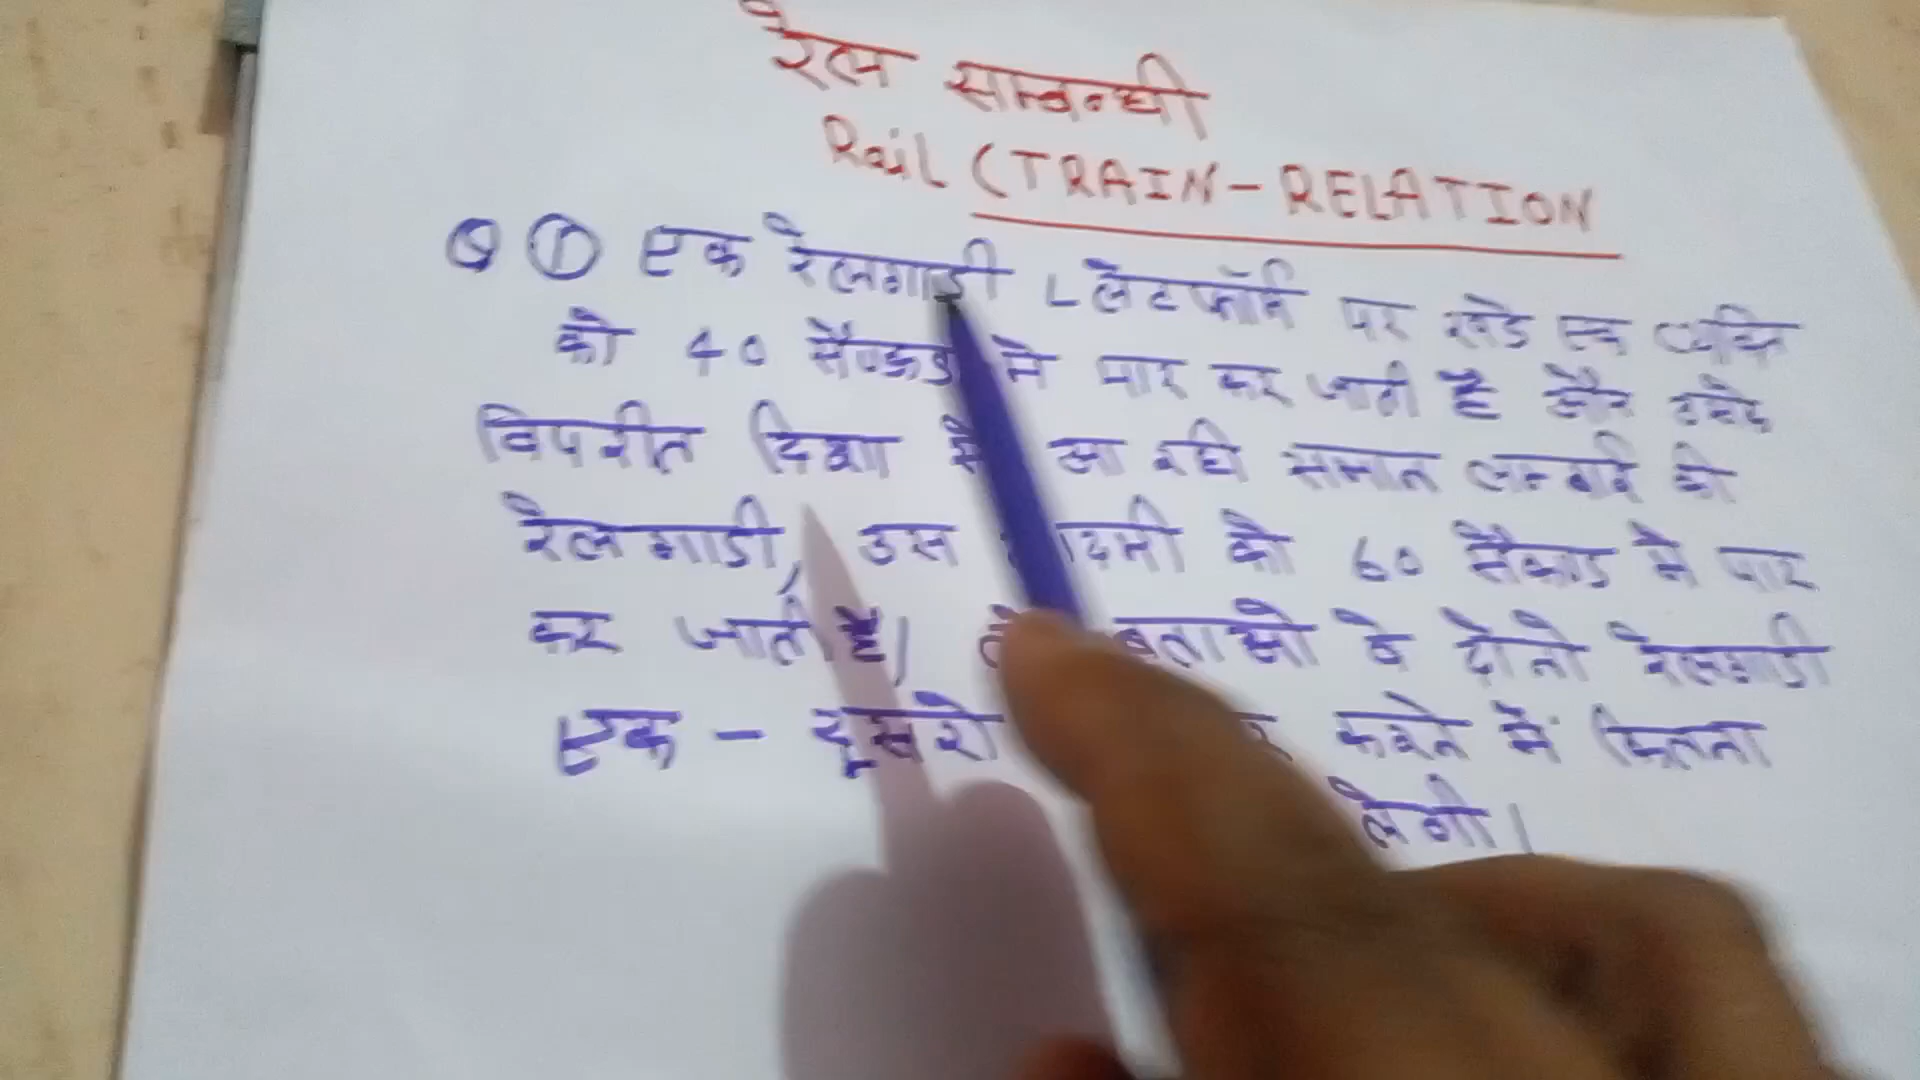 रेल सम्बन्धी
Rail (TRAIN-RELATION
Q ① एक रेलगाडी प्लेटफॉर्म पर खडे एक व्यक्ति
को 40 सैकण्ड मे पार कर जाती है और उसके
विपरीत दिशा मे आ रही समान लम्बाई की
रेलगाडी, उस आदमी को 60 सैकण्ड मे पार
कर जाती है। बताओ वे दोनो रेलगाडी
एक - दूसरे करने में कितना
लेगी।